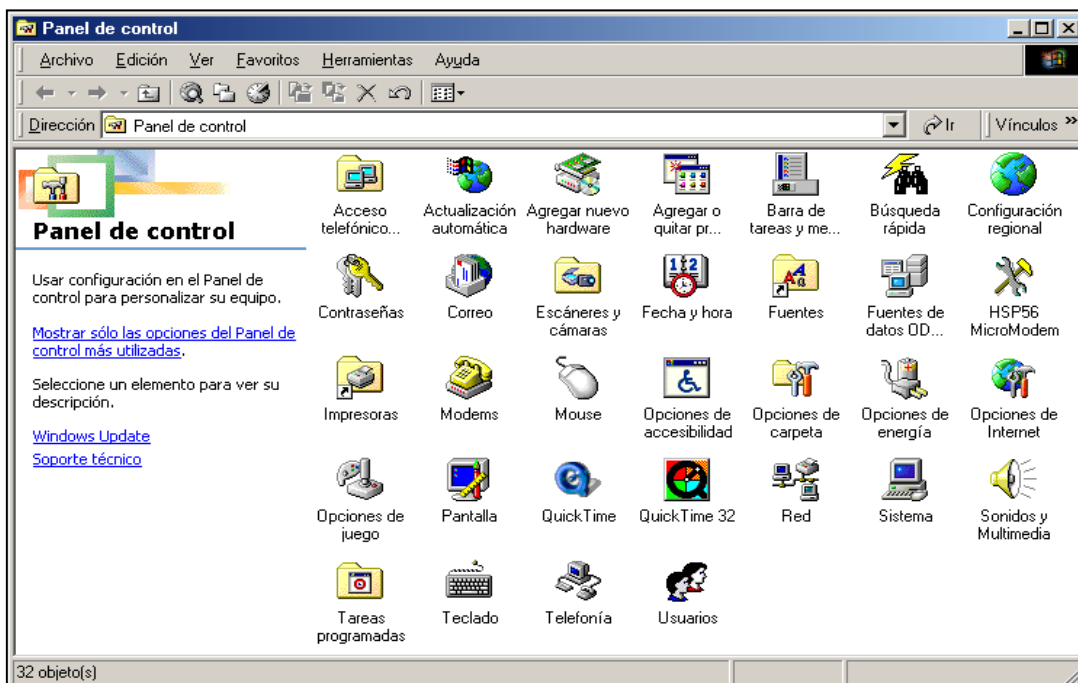 Panel de control
Archivo Edición Ver Favoritos Herramientas Ayuda
Dirección Panel de control Ir Vínculos
Panel de control
Usar configuración en el Panel de
control para personalizar su equipo.
Mostrar sólo las opciones del Panel de
control más utilizadas.
Seleccione un elemento para ver su
descripción.
Windows Update
Soporte técnico
Acceso
telefónico...
Actualización
automática
Agregar nuevo
hardware
Agregar o
quitar pr...
Barra de
tareas y me...
Búsqueda
rápida
Configuración
regional
Contraseñas
Correo
Escáneres y
cámaras
Fecha y hora
Fuentes
Fuentes de
datos OD...
HSP56
MicroModem
Impresoras
Modems
Mouse
Opciones de
accesibilidad
Opciones de
carpeta
Opciones de
energía
Opciones de
Internet
Opciones de
juego
Pantalla
QuickTime
QuickTime 32
Red
Sistema
Sonidos y
Multimedia
Tareas
programadas
Teclado
Telefonía
Usuarios
32 objeto(s)